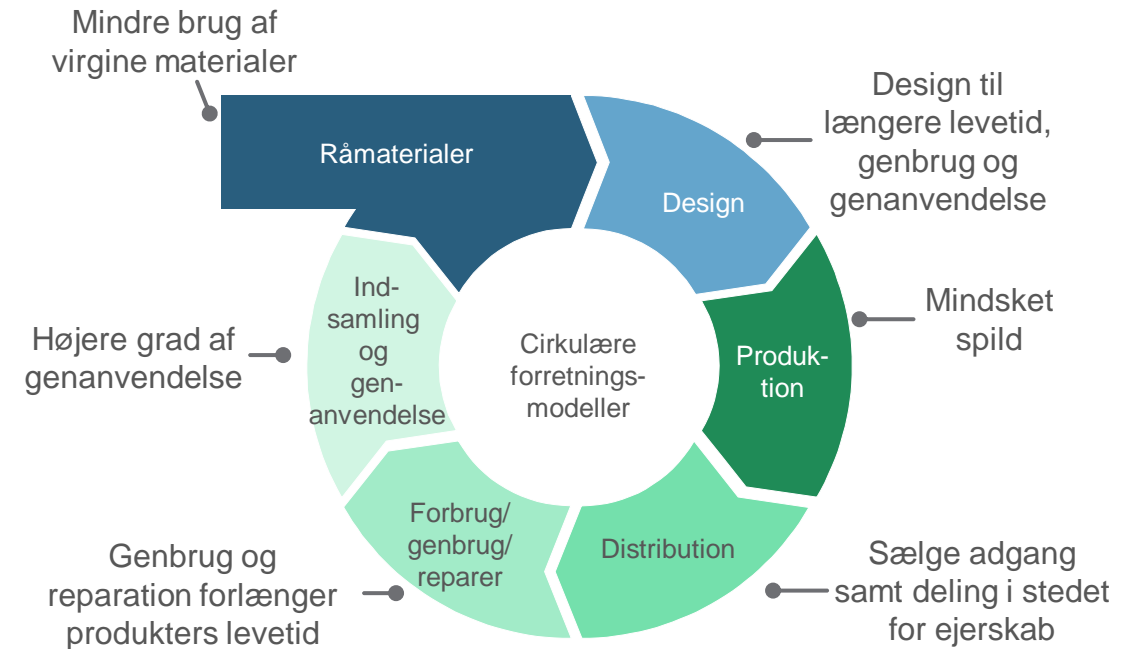 Mindre brug af
virgine materialer
Råmaterialer
Design
Design til
længere levetid,
genbrug og
genanvendelse
Produk-
tion
Mindsket
spild
Distribution
Sælge adgang
samt deling i stedet
for ejerskab
Forbrug/
genbrug/
reparer
Genbrug og
reparation forlænger
produkters levetid
Ind-
samling
og
gen-
anvendelse
Højere grad af
genanvendelse
Cirkulære
forretnings-
modeller